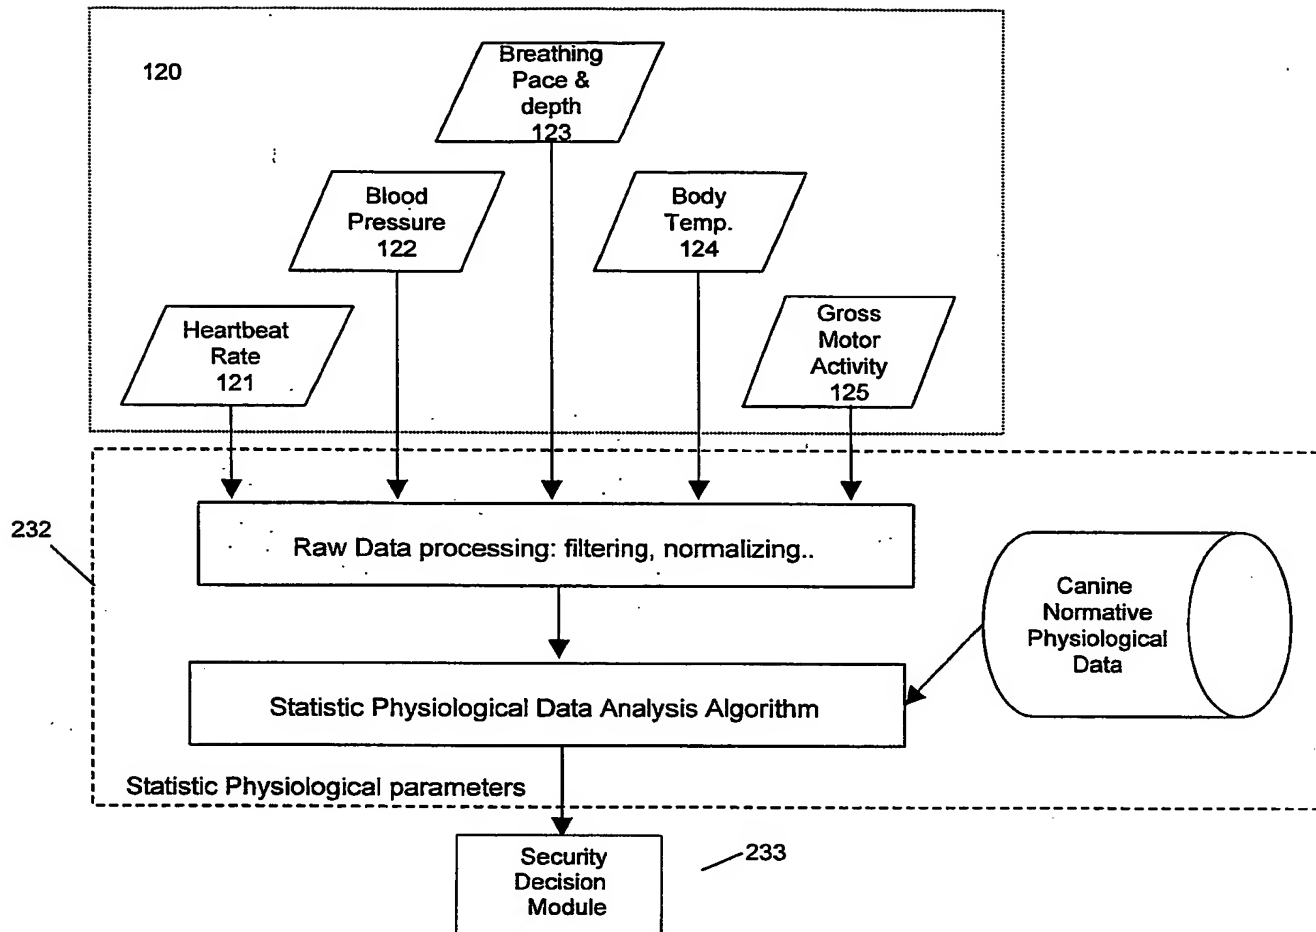 120
Breathing
Pace &
depth
123
Blood
Pressure
122
Body
Temp.
124
Heartbeat
Rate
121
Gross
Motor
Activity
125
232
Raw Data processing: filtering, normalizing..
Canine
Normative
Physiological
Data
Statistic Physiological Data Analysis Algorithm
Statistic Physiological parameters
Security
Decision
Module
233